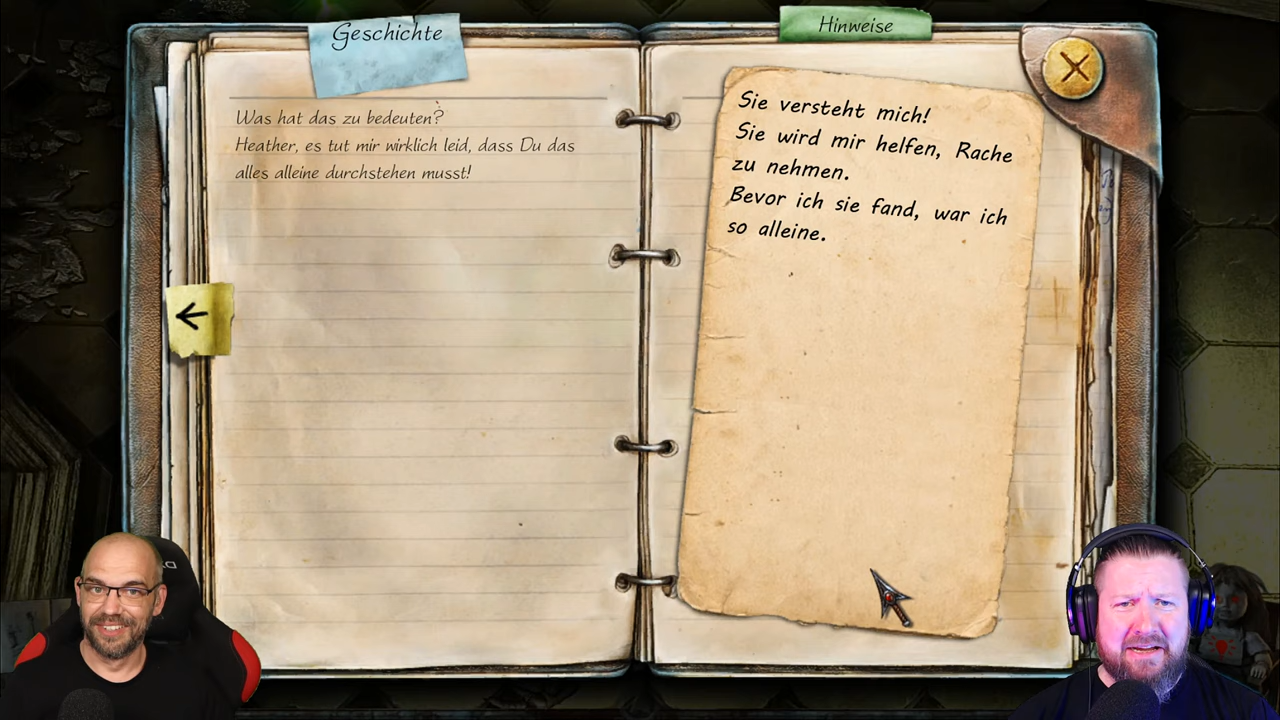 Geschichte
Hinweise
Was hat das zu bedeuten?
Heather, es tut mir wirklich leid, dass Du das
alles alleine durchstehen musst!
Sie versteht mich!
Sie wird mir helfen, Rache
zu nehmen.
Bevor ich sie fand, war ich
so alleine.